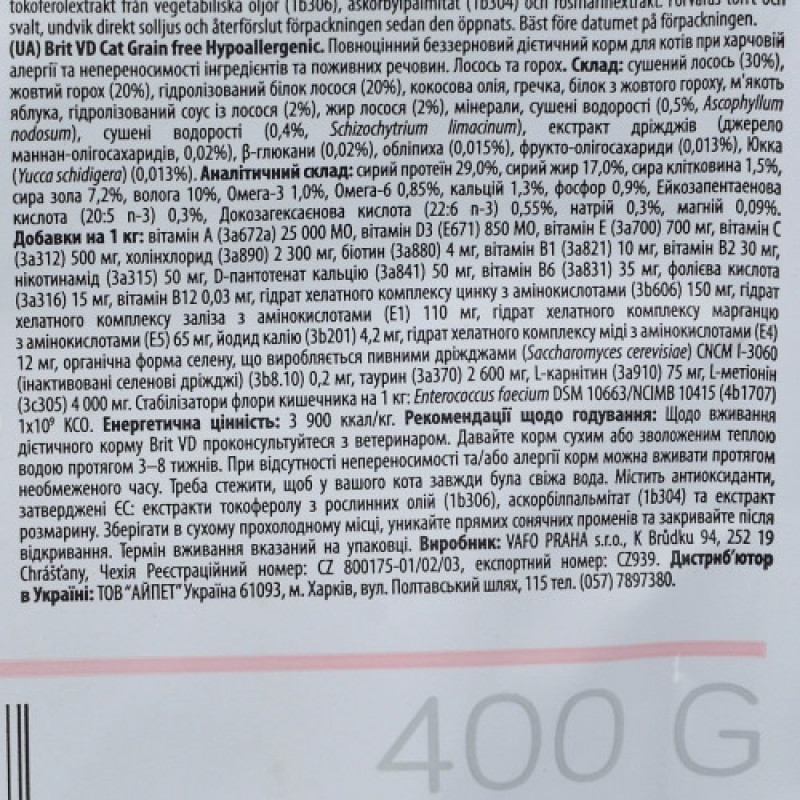 tokoferolextrakt från vegetabiliska oljor (1b306), askorbylpalmitat (1b304) och rosmarinextrakt. Förvaras torrt och
svalt, undvik direkt solljus och återförslut förpackningen sedan den öppnats. Bäst före datumet på förpackningen.
(UA) Brit VD Cat Grain free Hypoallergenic. Повноцінний беззерновий дієтичний корм для котів при харчовій
алергії та непереносимості інгредієнтів та поживних речовин. Лосось та горох. Склад: сушений лосось (30%),
жовтий горох (20%), гідролізований білок лосося (20%), кокосова олія, гречка, білок з жовтого гороху, м'якоть
яблука, гідролізований соус із лосося (2%), жир лосося (2%), мінерали, сушені водорості (0,5%, Ascophyllum
nodosum), сушені водорості (0,4%, Schizochytrium limacinum), екстракт дріжджів (джерело
маннан-олігосахаридів, 0,02%), β-глюкани (0,02%), обліпиха (0,015%), фрукто-олігосахариди (0,013%), Юкка
(Yucca schidigera) (0,013%). Аналітичний склад: сирий протеїн 29,0%, сирий жир 17,0%, сира клітковина 1,5%,
сира зола 7,2%, волога 10%, Омега-3 1,0%, Омега-6 0,85%, кальцій 1,3%, фосфор 0,9%, Ейкозапентаенова
кислота (20:5 n-3) 0,3%, Докозагексаєнова кислота (22:6 n-3) 0,55%, натрій 0,3%, магній 0,09%.
Добавки на 1 кг: вітамін А (3а672а) 25 000 МО, вітамін D3 (E671) 850 МО, вітамін Е (3а700) 700 мг, вітамін С
(3а312) 500 мг, холінхлорид (3а890) 2 300 мг, біотин (3а880) 4 мг, вітамін В1 (3а821) 10 мг, вітамін В2 30 мг,
нікотинамід (3а315) 50 мг, D-пантотенат кальцію (3а841) 50 мг, вітамін В6 (3а831) 35 мг, фолієва кислота
(3а316) 15 мг, вітамін В12 0,03 мг, гідрат хелатного комплексу цинку з амінокислотами (3b606) 150 мг, гідрат
хелатного комплексу заліза з амінокислотами (Е1) 110 мг, гідрат хелатного комплексу марганцю
з амінокислотами (Е5) 65 мг, йодид калію (3b201) 4,2 мг, гідрат хелатного комплексу міді з амінокислотами (Е4)
12 мг, органічна форма селену, що виробляється пивними дріжджами (Saccharomyces cerevisiae) CNCM I-3060
(інактивовані селенові дріжджі) (3b8.10) 0,2 мг, таурин (3а370) 2 600 мг, L-карнітин (3а910) 75 мг, L-метіонін
(3с305) 4 000 мг. Стабілізатори флори кишечника на 1 кг: Enterococcus faecium DSM 10663/NCIMB 10415 (4b1707)
1x10⁹ КСО. Енергетична цінність: 3 900 ккал/кг. Рекомендації щодо годування: Щодо вживання
дієтичного корму Brit VD проконсультуйтеся з ветеринаром. Давайте корм сухим або зволоженим теплою
водою протягом 3–8 тижнів. При відсутності непереносимості та/або алергії корм можна вживати протягом
необмеженого часу. Треба стежити, щоб у вашого кота завжди була свіжа вода. Містить антиоксиданти,
затверджені ЄС: екстракти токоферолу з рослинних олій (1b306), аскорбілпальмітат (1b304) та екстракт
розмарину. Зберігати в сухому прохолодному місці, уникайте прямих сонячних променів та закривайте після
відкривання. Термін вживання вказаний на упаковці. Виробник: VAFO PRAHA s.r.o., K Brůdku 94, 252 19
Chrášťany, Чехія Реєстраційний номер: CZ 800175-01/02/03, експортний номер: CZ939. Дистриб'ютор
в Україні: ТОВ "АЙПЕТ" Україна 61093, м. Харків, вул. Полтавський шлях, 115 тел. (057) 7897380.
400 G